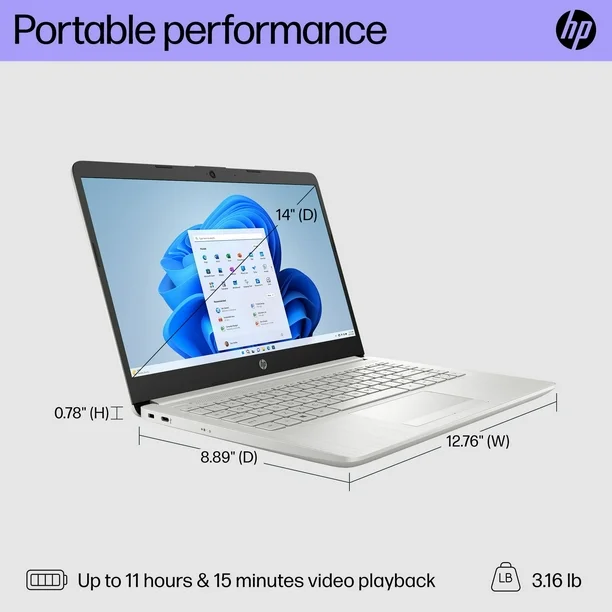 Portable performance
hp
14" (D)
hp
0.78" (H)
8.89" (D)
12.76" (W)
Up to 11 hours & 15 minutes video playback
LB
3.16 lb